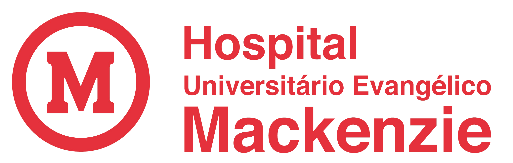 M
Hospital
Universitário Evangélico
Mackenzie